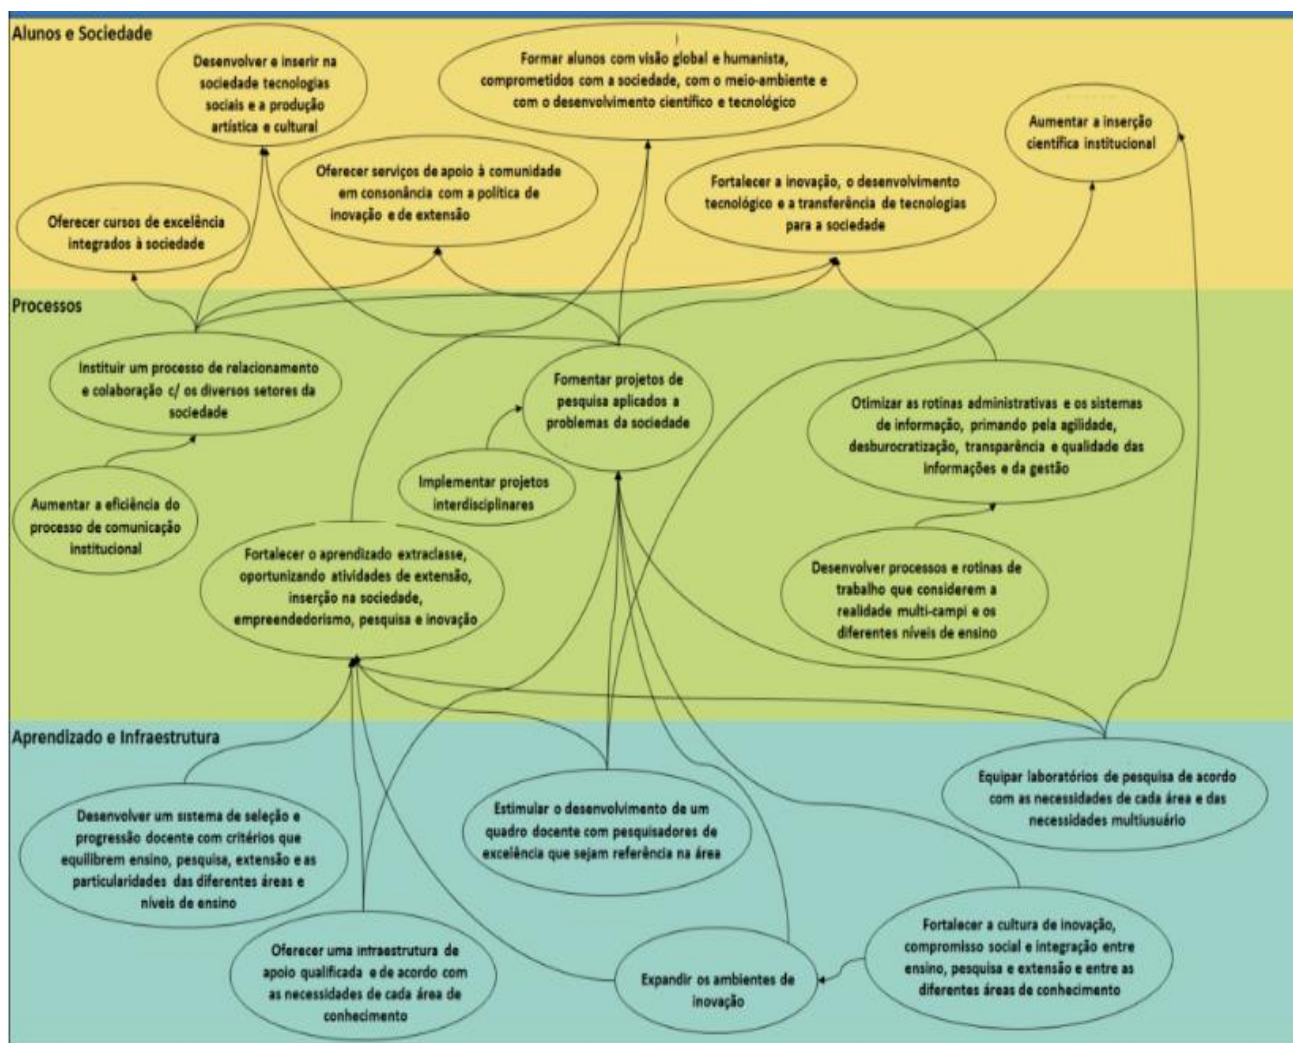 Alunos e Sociedade
Desenvolver e inserir na
sociedade tecnologias
sociais e a produção
artística e cultural
Formar alunos com visão global e humanista,
comprometidos com a sociedade, com o meio-ambiente e
com o desenvolvimento científico e tecnológico
Aumentar a inserção
científica institucional
Oferecer serviços de apoio à comunidade
em consonância com a política de
inovação e de extensão
Fortalecer a inovação, o desenvolvimento
tecnológico e a transferência de tecnologias
para a sociedade
Oferecer cursos de excelência
integrados à sociedade
Processos
Instituir um processo de relacionamento
e colaboração c/ os diversos setores da
sociedade
Fomentar projetos de
pesquisa aplicados a
problemas da sociedade
Otimizar as rotinas administrativas e os sistemas
de informação, primando pela agilidade,
desburocratização, transparência e qualidade das
informações e da gestão
Implementar projetos
interdisciplinares
Aumentar a eficiência do
processo de comunicação
institucional
Fortalecer o aprendizado extraclasse,
oportunizando atividades de extensão,
inserção na sociedade,
empreendedorismo, pesquisa e inovação
Desenvolver processos e rotinas de
trabalho que considerem a
realidade multi-campi e os
diferentes níveis de ensino
Aprendizado e Infraestrutura
Desenvolver um sistema de seleção e
progressão docente com critérios que
equilibrem ensino, pesquisa, extensão e as
particularidades das diferentes áreas e
níveis de ensino
Estimular o desenvolvimento de um
quadro docente com pesquisadores de
excelência que sejam referência na área
Equipar laboratórios de pesquisa de acordo
com as necessidades de cada área e das
necessidades multiusuário
Oferecer uma infraestrutura de
apoio qualificada e de acordo com
as necessidades de cada área de
conhecimento
Expandir os ambientes de
inovação
Fortalecer a cultura de inovação,
compromisso social e integração entre
ensino, pesquisa e extensão e entre as
diferentes áreas de conhecimento